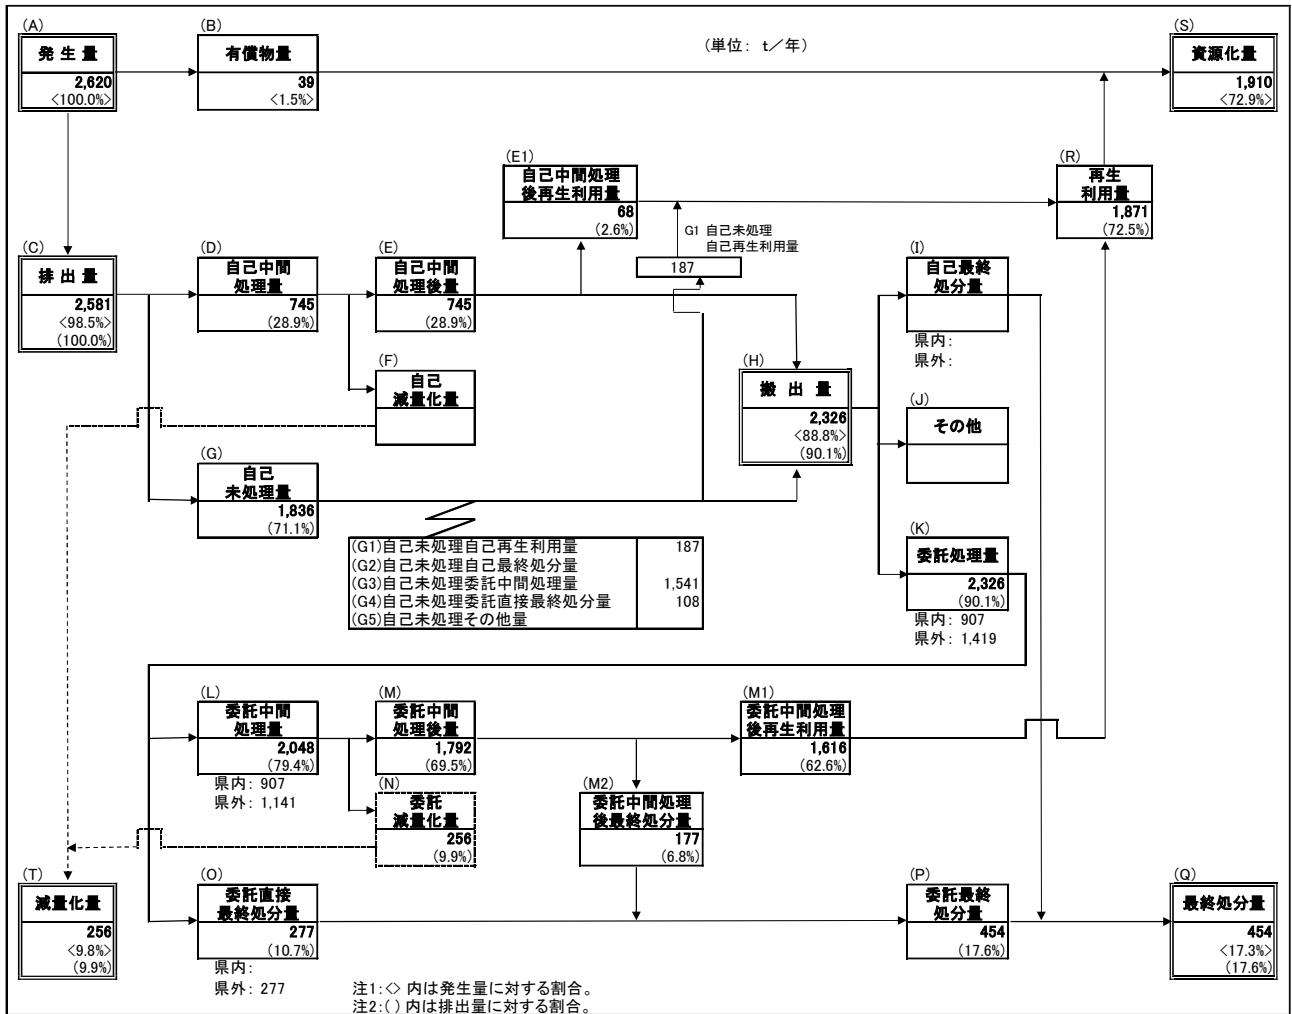 (A)
発 生 量
2,620
<100.0%>
(B)
有償物量
39
<1.5%>
(単位: t/年)
(S)
資源化量
1,910
<72.9%>
(E1)
自己中間処理
後再生利用量
68
(2.6%)
(R)
再生
利用量
1,871
(72.5%)
G1 自己未処理
自己再生利用量
187
(C)
排 出 量
2,581
<98.5%>
(100.0%)
(D)
自己中間
処理量
745
(28.9%)
(E)
自己中間
処理後量
745
(28.9%)
(I)
自己最終
処分量
県内:
県外:
(F)
自己
減量化量
(H)
搬 出 量
2,326
<88.8%>
(90.1%)
(J)
その他
(G)
自己
未処理量
1,836
(71.1%)
(G1)自己未処理自己再生利用量 187
(G2)自己未処理自己最終処分量
(G3)自己未処理委託中間処理量 1,541
(G4)自己未処理委託直接最終処分量 108
(G5)自己未処理その他量
(K)
委託処理量
2,326
(90.1%)
県内: 907
県外: 1,419
(L)
委託中間
処理量
2,048
(79.4%)
県内: 907
県外: 1,141
(M)
委託中間
処理後量
1,792
(69.5%)
(M1)
委託中間処理
後再生利用量
1,616
(62.6%)
(N)
委託
減量化量
256
(9.9%)
(M2)
委託中間処理
後最終処分量
177
(6.8%)
(T)
減量化量
256
<9.8%>
(9.9%)
(O)
委託直接
最終処分量
277
(10.7%)
県内:
県外: 277
(P)
委託最終
処分量
454
(17.6%)
(Q)
最終処分量
454
<17.3%>
(17.6%)
注1:<> 内は発生量に対する割合。
注2:( ) 内は排出量に対する割合。